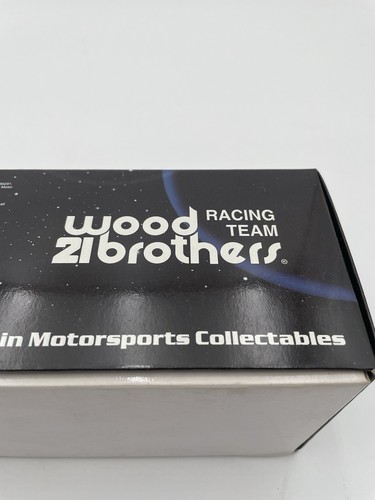 wood RACING
21brothers® TEAM
in Motorsports Collectables